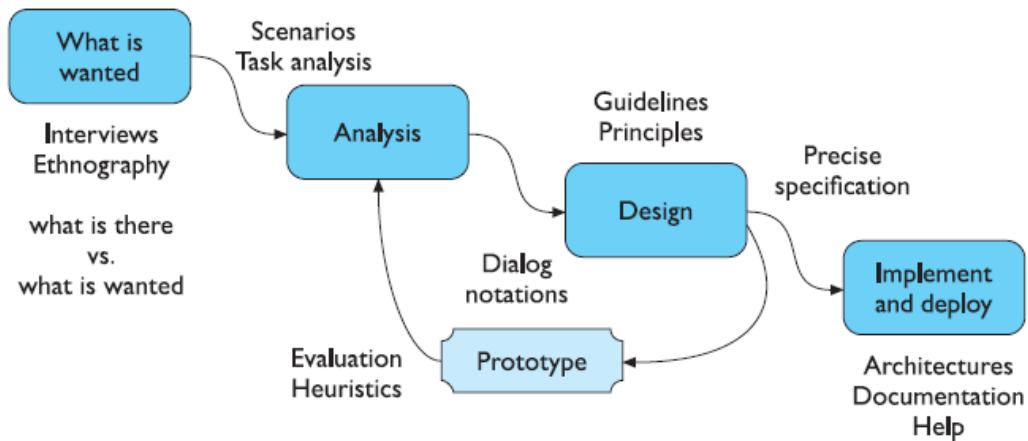 What is
wanted
Scenarios
Task analysis
Interviews
Ethnography
what is there
vs.
what is wanted
Analysis
Guidelines
Principles
Design
Precise
specification
Dialog
notations
Implement
and deploy
Evaluation
Heuristics
Prototype
Architectures
Documentation
Help